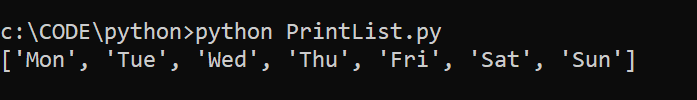 c:\CODE\python>python PrintList.py
['Mon', 'Tue', 'Wed', 'Thu', 'Fri', 'Sat', 'Sun']